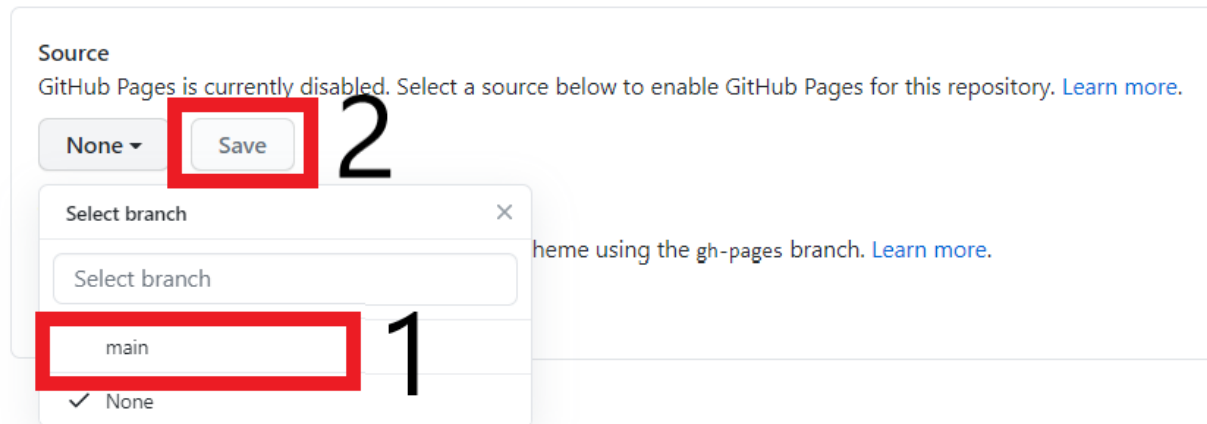 Source
GitHub Pages is currently disabled. Select a source below to enable GitHub Pages for this repository. Learn more.
None Save 2
Select branch
heme using the gh-pages branch. Learn more.
Select branch
main 1
None